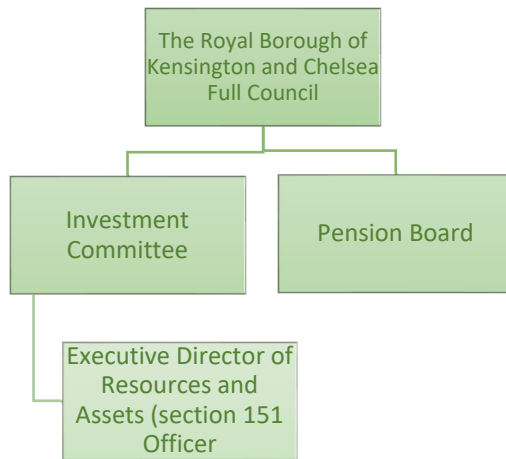 The Royal Borough of
Kensington and Chelsea
Full Council
Investment
Committee
Pension Board
Executive Director of
Resources and
Assets (section 151
Officer